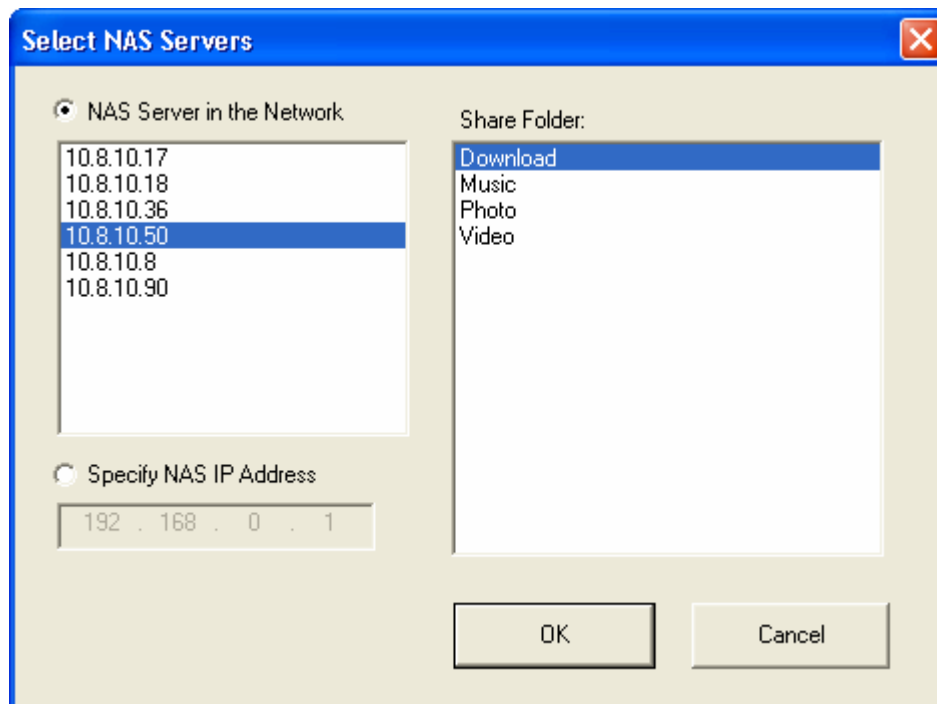 Select NAS Servers
NAS Server in the Network
10.8.10.17
10.8.10.18
10.8.10.36
10.8.10.50
10.8.10.8
10.8.10.90
Specify NAS IP Address
192 . 168 . 0 . 1
Share Folder:
Download
Music
Photo
Video
OK
Cancel